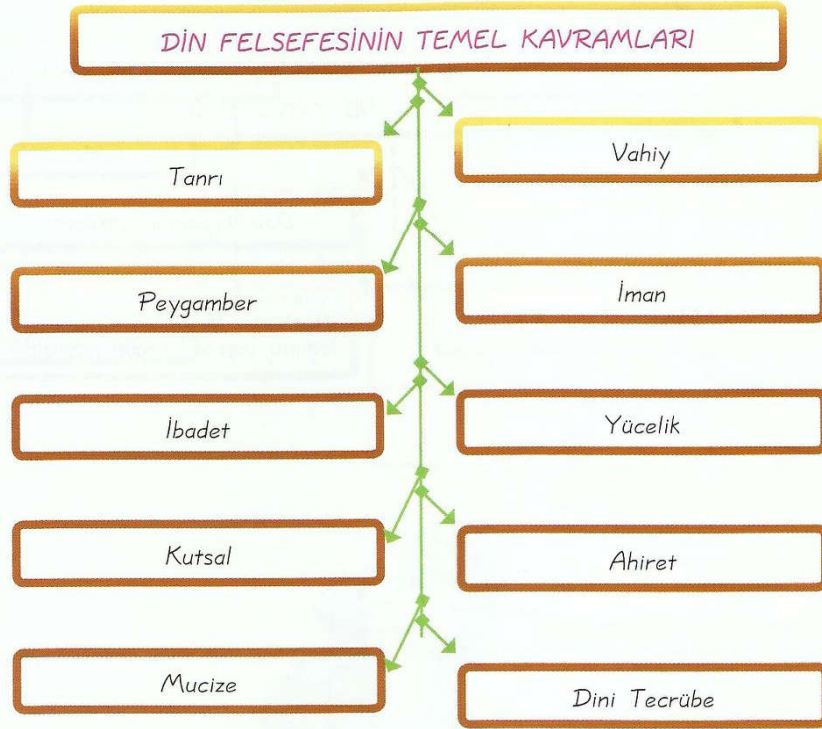 DİN FELSEFESİNİN TEMEL KAVRAMLARI
Tanrı
Vahiy
Peygamber
İman
İbadet
Yücelik
Kutsal
Ahiret
Mucize
Dini Tecrübe